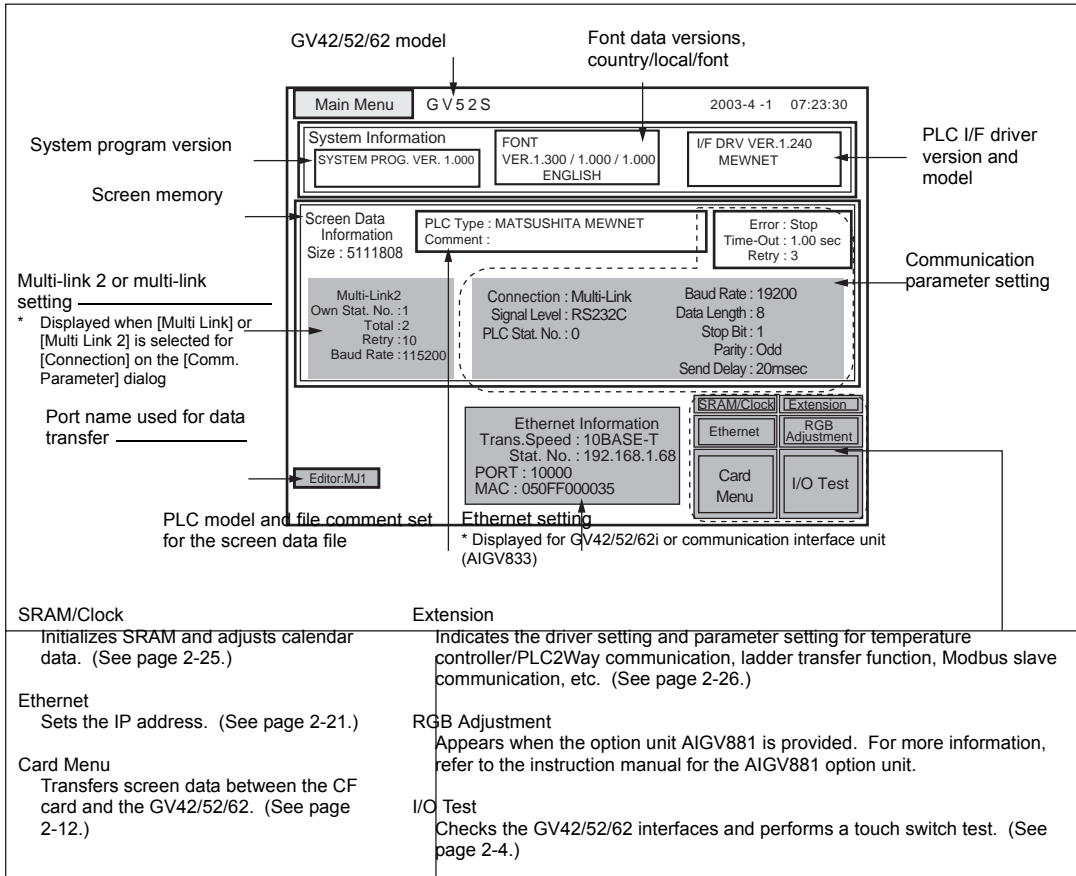 GV42/52/62 model
Font data versions,
country/local/font
Main Menu
GV52S
2003-4 -1 07:23:30
System program version
System Information
SYSTEM PROG. VER. 1.000
FONT
VER.1.300 / 1.000 / 1.000
ENGLISH
I/F DRV VER.1.240
MEWNET
PLC I/F driver
version and
model
Screen memory
Screen Data
Information
Size : 5111808
PLC Type : MATSUSHITA MEWNET
Comment :
Error : Stop
Time-Out : 1.00 sec
Retry : 3
Communication
parameter setting
Multi-link 2 or multi-link
setting
* Displayed when [Multi Link] or
[Multi Link 2] is selected for
[Connection] on the [Comm.
Parameter] dialog
Multi-Link2
Own Stat. No. :1
Total :2
Retry :10
Baud Rate :115200
Connection : Multi-Link
Signal Level : RS232C
PLC Stat. No. : 0
Baud Rate : 19200
Data Length : 8
Stop Bit : 1
Parity : Odd
Send Delay : 20msec
Port name used for data
transfer
Editor:MJ1
Ethernet Information
Trans.Speed : 10BASE-T
Stat. No. : 192.168.1.68
PORT : 10000
MAC : 050FF000035
SRAM/Clock
Extension
Ethernet
RGB
Adjustment
Card
Menu
I/O Test
PLC model and file comment set
for the screen data file
Ethernet setting
* Displayed for GV42/52/62i or communication interface unit
(AIGV833)
SRAM/Clock
Initializes SRAM and adjusts calendar
data. (See page 2-25.)
Ethernet
Sets the IP address. (See page 2-21.)
Card Menu
Transfers screen data between the CF
card and the GV42/52/62. (See page
2-12.)
Extension
Indicates the driver setting and parameter setting for temperature
controller/PLC2Way communication, ladder transfer function, Modbus slave
communication, etc. (See page 2-26.)
RGB Adjustment
Appears when the option unit AIGV881 is provided. For more information,
refer to the instruction manual for the AIGV881 option unit.
I/O Test
Checks the GV42/52/62 interfaces and performs a touch switch test. (See
page 2-4.)